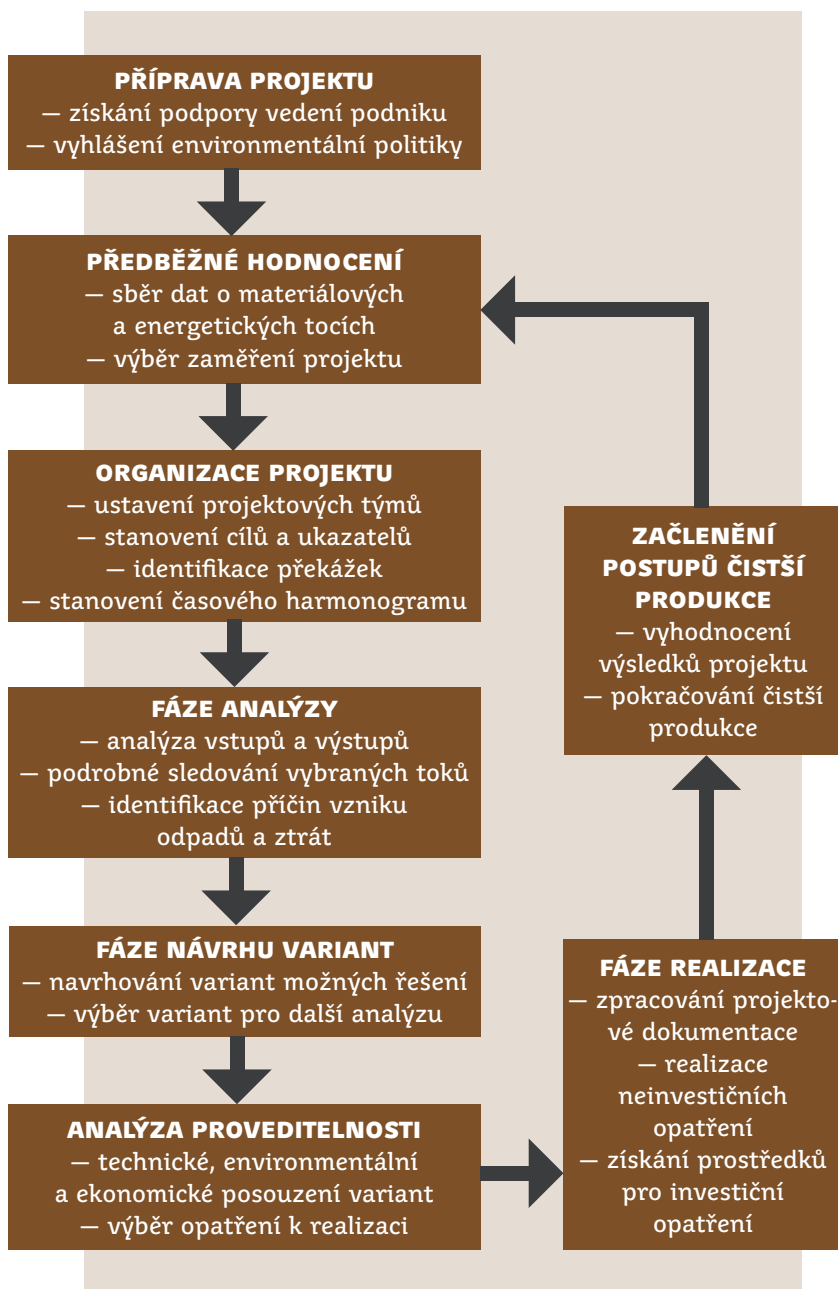 PŘÍPRAVA PROJEKTU
— získání podpory vedení podniku
— vyhlášení environmentální politiky
PŘEDBĚŽNÉ HODNOCENÍ
— sběr dat o materiálových
a energetických tocích
— výběr zaměření projektu
ORGANIZACE PROJEKTU
— ustavení projektových týmů
— stanovení cílů a ukazatelů
— identifikace překážek
— stanovení časového harmonogramu
FÁZE ANALÝZY
— analýza vstupů a výstupů
— podrobné sledování vybraných toků
— identifikace příčin vzniku
odpadů a ztrát
FÁZE NÁVRHU VARIANT
— navrhování variant možných řešení
— výběr variant pro další analýzu
ANALÝZA PROVEDITELNOSTI
— technické, environmentální
a ekonomické posouzení variant
— výběr opatření k realizaci
FÁZE REALIZACE
— zpracování projekto-
vé dokumentace
— realizace
neinvestičních
opatření
— získání prostředků
pro investiční
opatření
ZAČLENĚNÍ
POSTUPŮ ČISTŠÍ
PRODUKCE
— vyhodnocení
výsledků projektu
— pokračování čistší
produkce